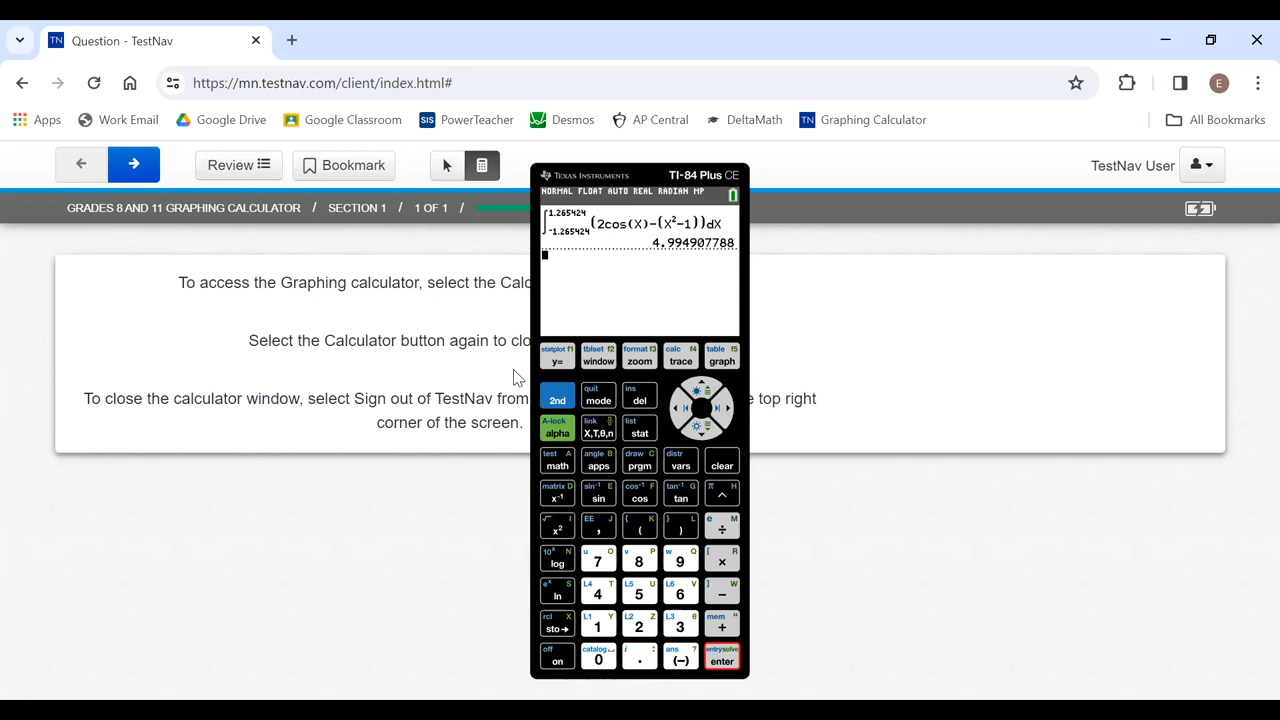 Question - TestNav
https://mn.testnav.com/client/index.html#
E
Apps Work Email Google Drive Google Classroom SIS PowerTeacher Desmos AP Central DeltaMath TN Graphing Calculator All Bookmarks
Review Bookmark TestNav User
GRADES 8 AND 11 GRAPHING CALCULATOR / SECTION 1 / 1 OF 1 /
To access the Graphing calculator, select the Calc
Select the Calculator button again to clo
To close the calculator window, select Sign out of TestNav from
e top right
corner of the screen.
TEXAS INSTRUMENTS TI-84 Plus CE
NORMAL FLOAT AUTO REAL RADIAN MP
∫ 1.265424 -1.265424 (2cos(X)-(X²-1))dX
4.994907788
statplot f1 tblset f2 format f3 calc f4 table f5
y= window zoom trace graph
quit ins
2nd mode del
A-lock link list
alpha X,T,θ,n stat
test A angle B draw C distr
math apps prgm vars clear
matrix D sin⁻¹ E cos⁻¹ F tan⁻¹ G π H
x⁻¹ sin cos tan ^
√ I EE J { K } L e M
x² , ( ) ÷
10ˣ N u O v P w Q [ R
log 7 8 9 ×
eˣ S L4 T L5 U L6 V ] W
ln 4 5 6 −
rcl X L1 Y L2 Z L3 θ mem "
sto→ 1 2 3 +
off catalog i : ans ? entry solve
on 0 . (−) enter